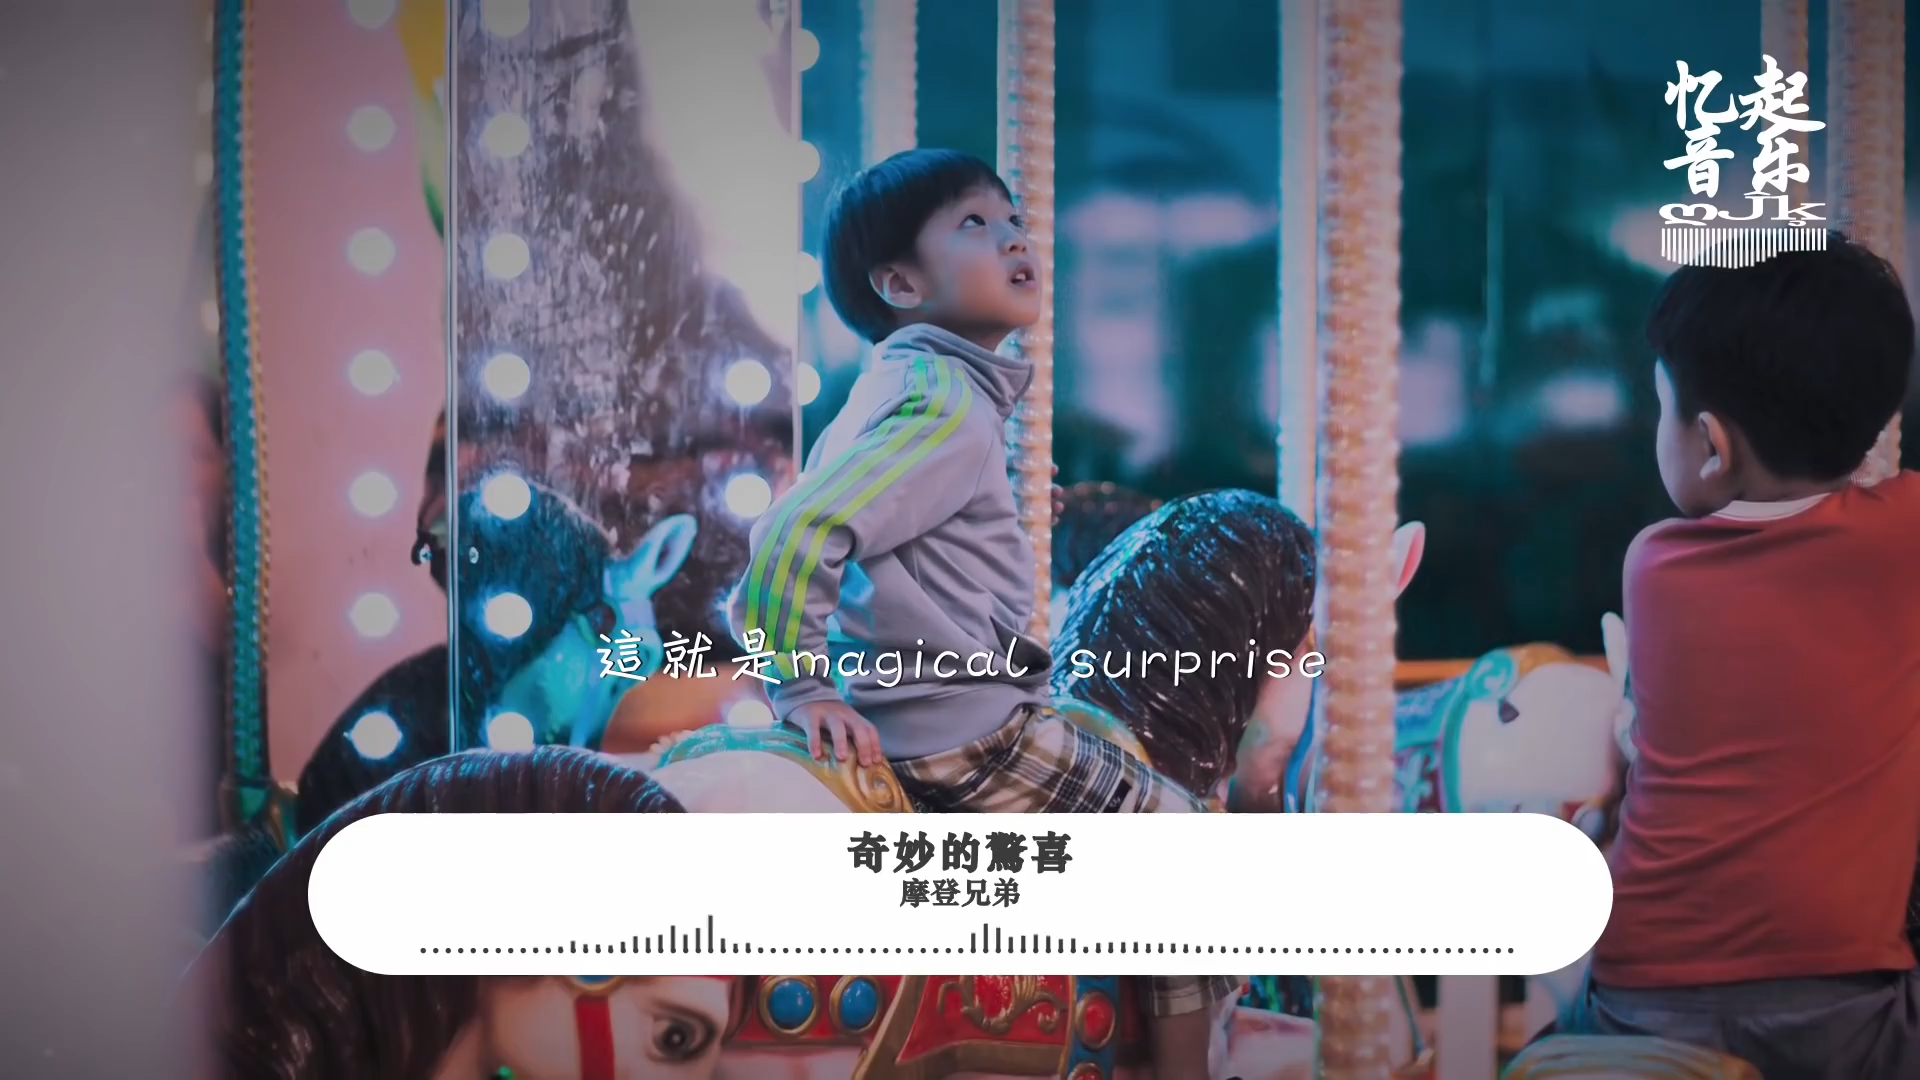 忆起
音乐
這就是magical surprise
奇妙的驚喜
摩登兄弟